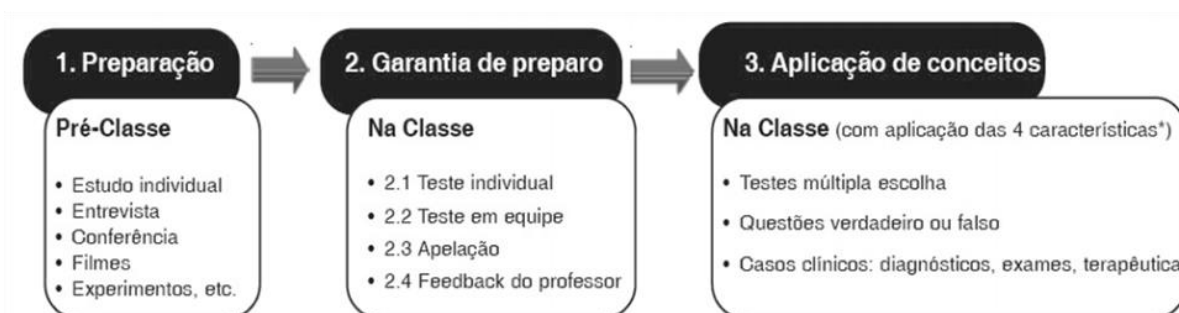 1. Preparação
Pré-Classe
• Estudo individual
• Entrevista
• Conferência
• Filmes
• Experimentos, etc.
2. Garantia de preparo
Na Classe
• 2.1 Teste individual
• 2.2 Teste em equipe
• 2.3 Apelação
• 2.4 Feedback do professor
3. Aplicação de conceitos
Na Classe (com aplicação das 4 características*)
• Testes múltipla escolha
• Questões verdadeiro ou falso
• Casos clínicos: diagnósticos, exames, terapêutica